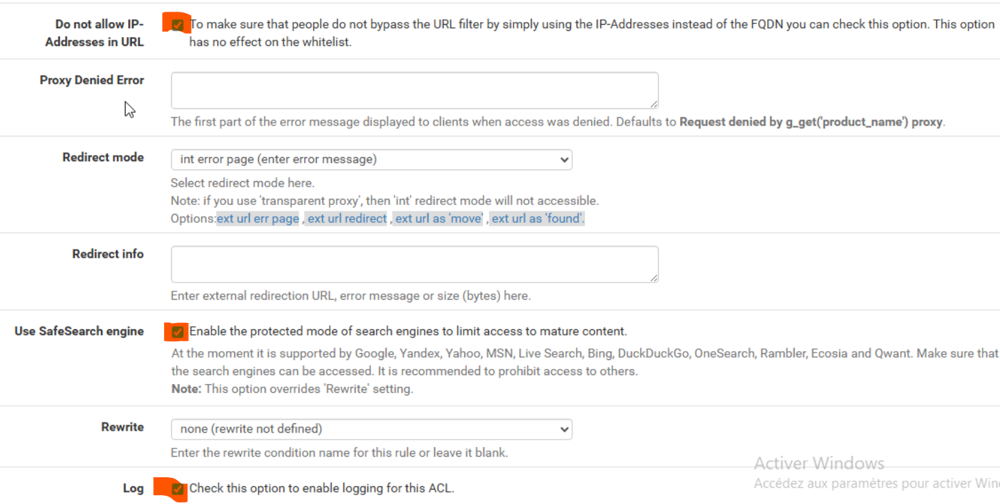 Do not allow IP-
Addresses in URL
To make sure that people do not bypass the URL filter by simply using the IP-Addresses instead of the FQDN you can check this option. This option
has no effect on the whitelist.
Proxy Denied Error
The first part of the error message displayed to clients when access was denied. Defaults to Request denied by g_get('product_name') proxy.
Redirect mode
int error page (enter error message)
Select redirect mode here.
Note: if you use 'transparent proxy', then 'int' redirect mode will not accessible.
Options:ext url err page , ext url redirect , ext url as 'move' , ext url as 'found'.
Redirect info
Enter external redirection URL, error message or size (bytes) here.
Use SafeSearch engine
Enable the protected mode of search engines to limit access to mature content.
At the moment it is supported by Google, Yandex, Yahoo, MSN, Live Search, Bing, DuckDuckGo, OneSearch, Rambler, Ecosia and Qwant. Make sure that
the search engines can be accessed. It is recommended to prohibit access to others.
Note: This option overrides 'Rewrite' setting.
Rewrite
none (rewrite not defined)
Enter the rewrite condition name for this rule or leave it blank.
Activer Windows
Accédez aux paramètres pour activer Win
Log
Check this option to enable logging for this ACL.